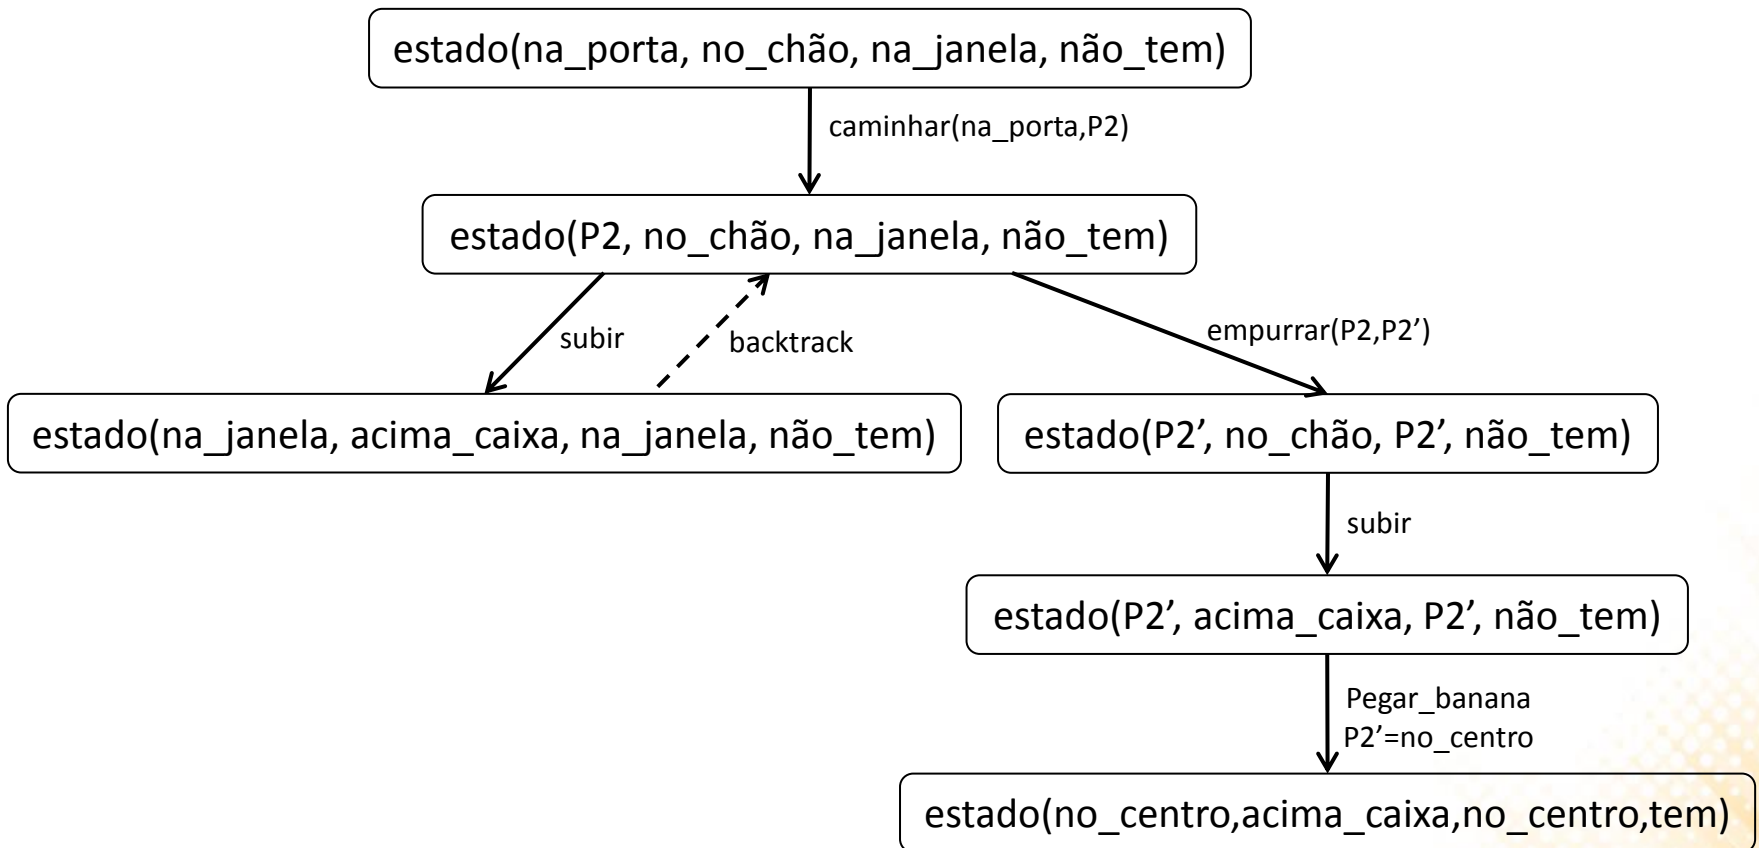 estado(na_porta, no_chão, na_janela, não_tem)
caminhar(na_porta,P2)
estado(P2, no_chão, na_janela, não_tem)
subir
backtrack
empurrar(P2,P2’)
estado(na_janela, acima_caixa, na_janela, não_tem)
estado(P2’, no_chão, P2’, não_tem)
subir
estado(P2’, acima_caixa, P2’, não_tem)
Pegar_banana
P2’=no_centro
estado(no_centro,acima_caixa,no_centro,tem)